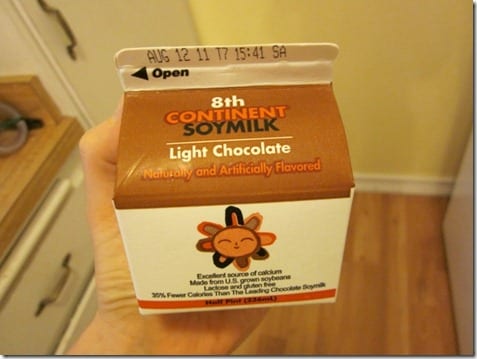 AUG 12 11 T7 15:41 SA
Open
8th
CONTINENT
SOYMILK
Light Chocolate
Naturally and Artificially Flavored
Excellent source of calcium
Made from U.S. grown soybeans
Lactose and gluten free
35% Fewer Calories Than The Leading Chocolate Soymilk
Half Pint (236mL)